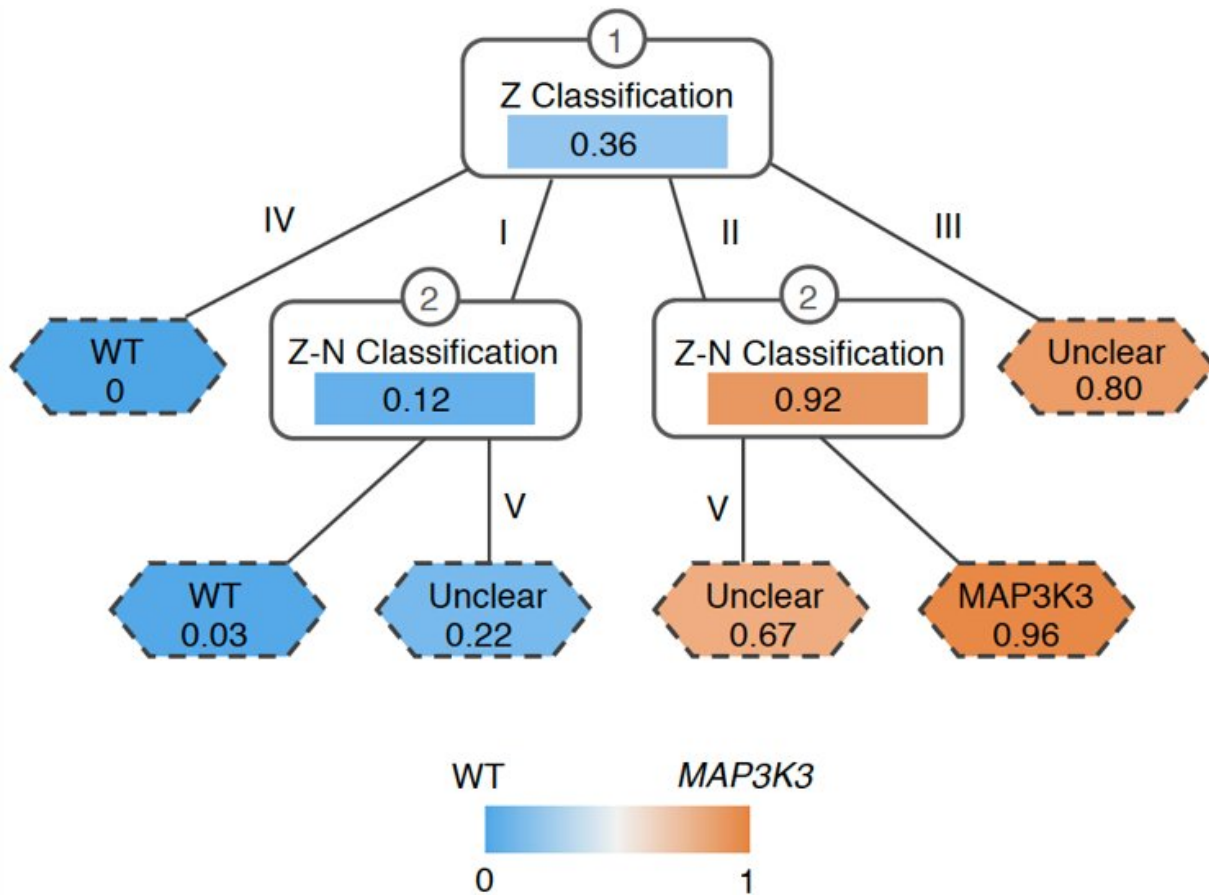 1
Z Classification
0.36
IV
I
II
III
2
2
WT
0
Z-N Classification
0.12
Z-N Classification
0.92
Unclear
0.80
V
V
WT
0.03
Unclear
0.22
Unclear
0.67
MAP3K3
0.96
WT
MAP3K3
0
1